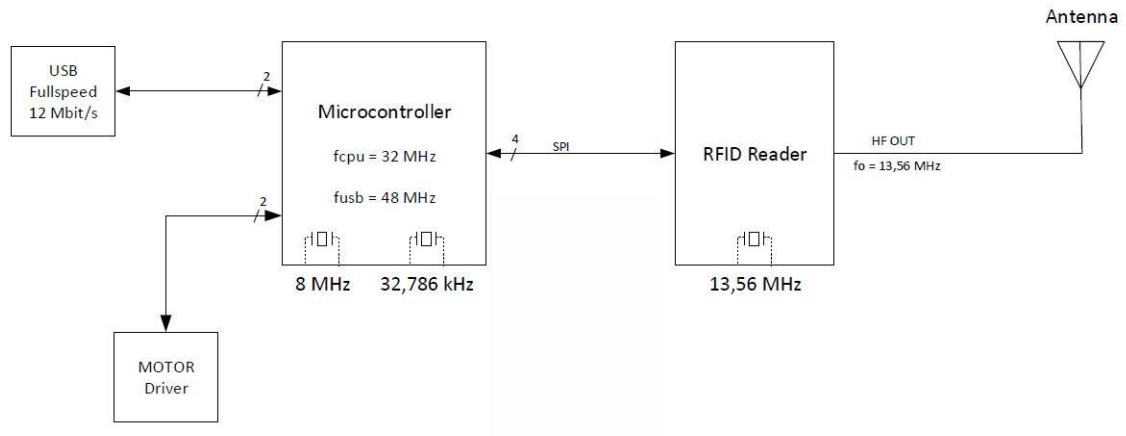 Antenna
USB
Fullspeed
12 Mbit/s
2
Microcontroller
fcpu = 32 MHz
fusb = 48 MHz
4
SPI
RFID Reader
HF OUT
fo = 13,56 MHz
2
8 MHz
32,786 kHz
13,56 MHz
MOTOR
Driver